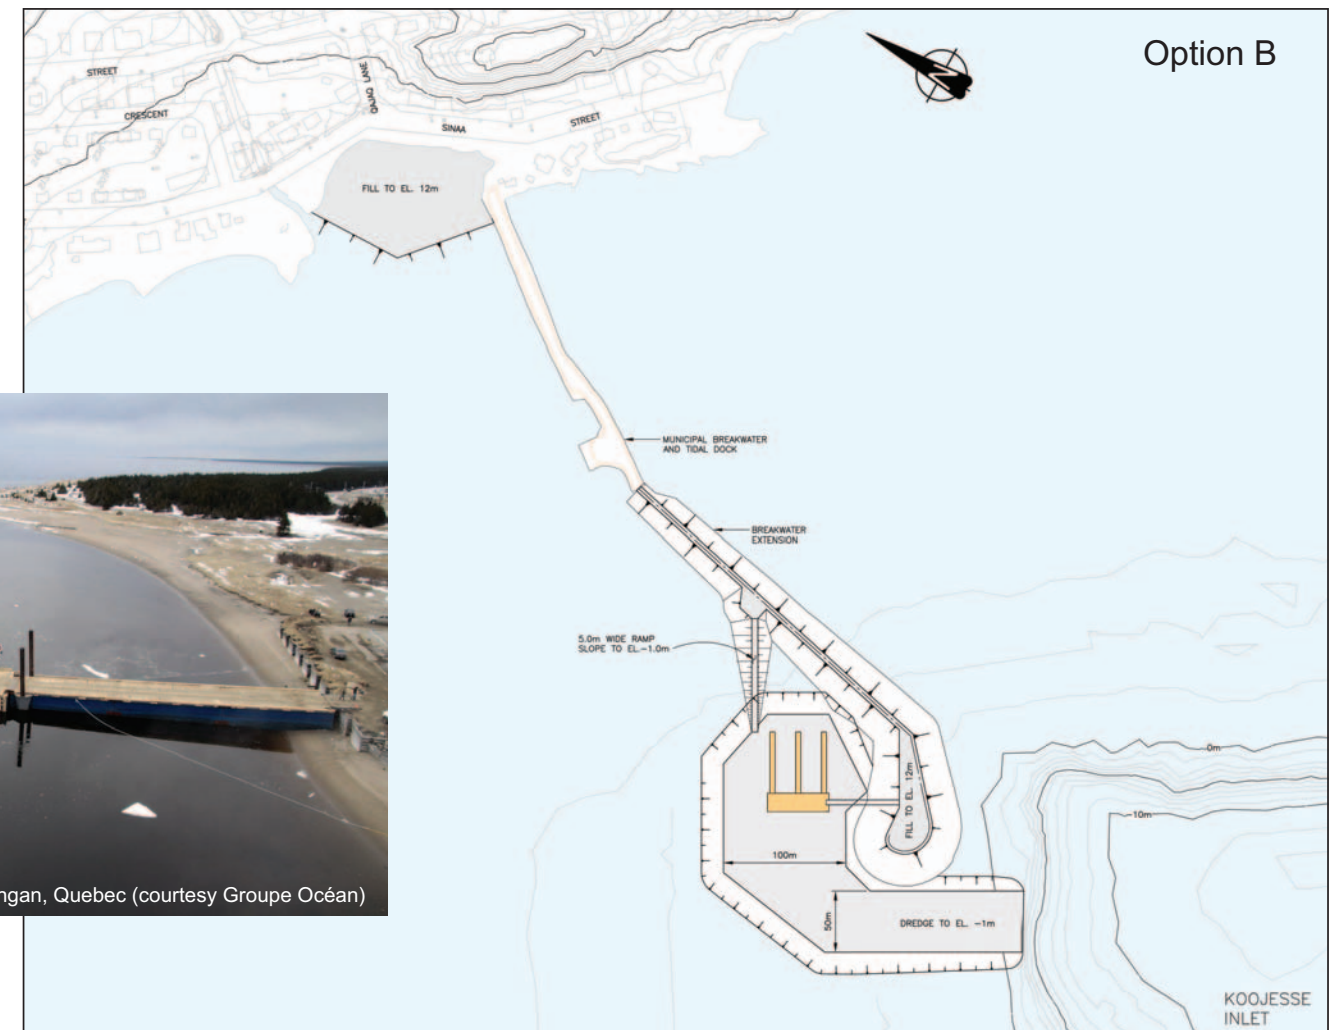 Option B
STREET
QAJAQ LANE
CRESCENT
SINAA
STREET
FILL TO EL. 12m
N
MUNICIPAL BREAKWATER
AND TIDAL DOCK
BREAKWATER
EXTENSION
5.0m WIDE RAMP
SLOPE TO EL.-1.0m
0m
FILL TO EL. 12m
-10m
100m
50m
DREDGE TO EL. -1m
ngan, Quebec (courtesy Groupe Océan)
KOOJESSE
INLET